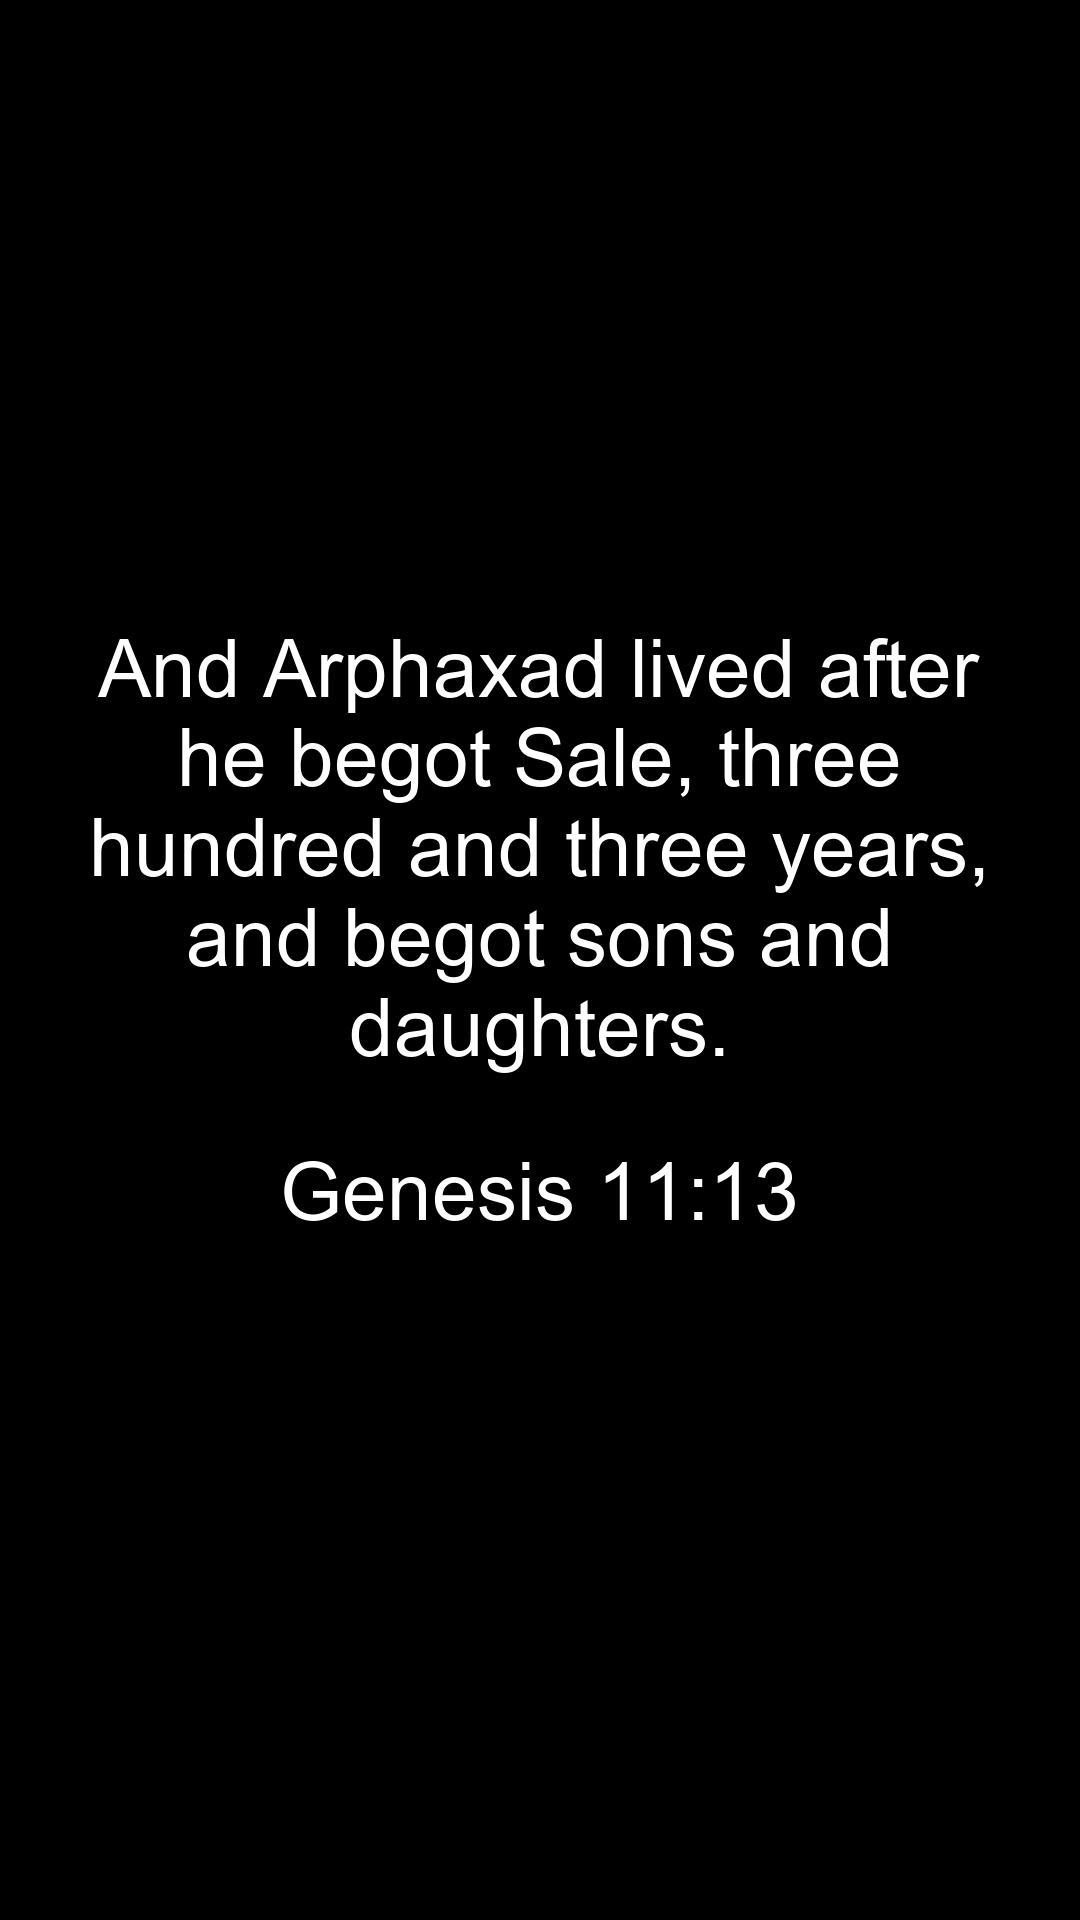 And Arphaxad lived after
he begot Sale, three
hundred and three years,
and begot sons and
daughters.
Genesis 11:13